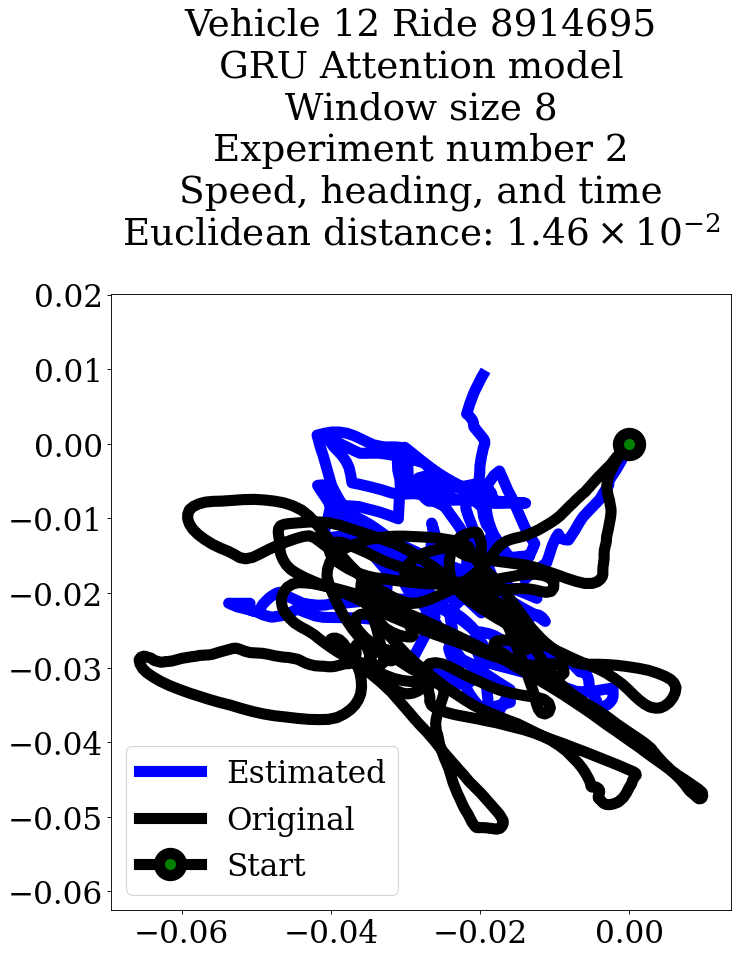 Vehicle 12 Ride 8914695
GRU Attention model
Window size 8
Experiment number 2
Speed, heading, and time
Euclidean distance: 1.46 × 10⁻²
0.02
0.01
0.00
−0.01
−0.02
−0.03
−0.04
−0.05
−0.06
Estimated
Original
Start
−0.06 −0.04 −0.02 0.00